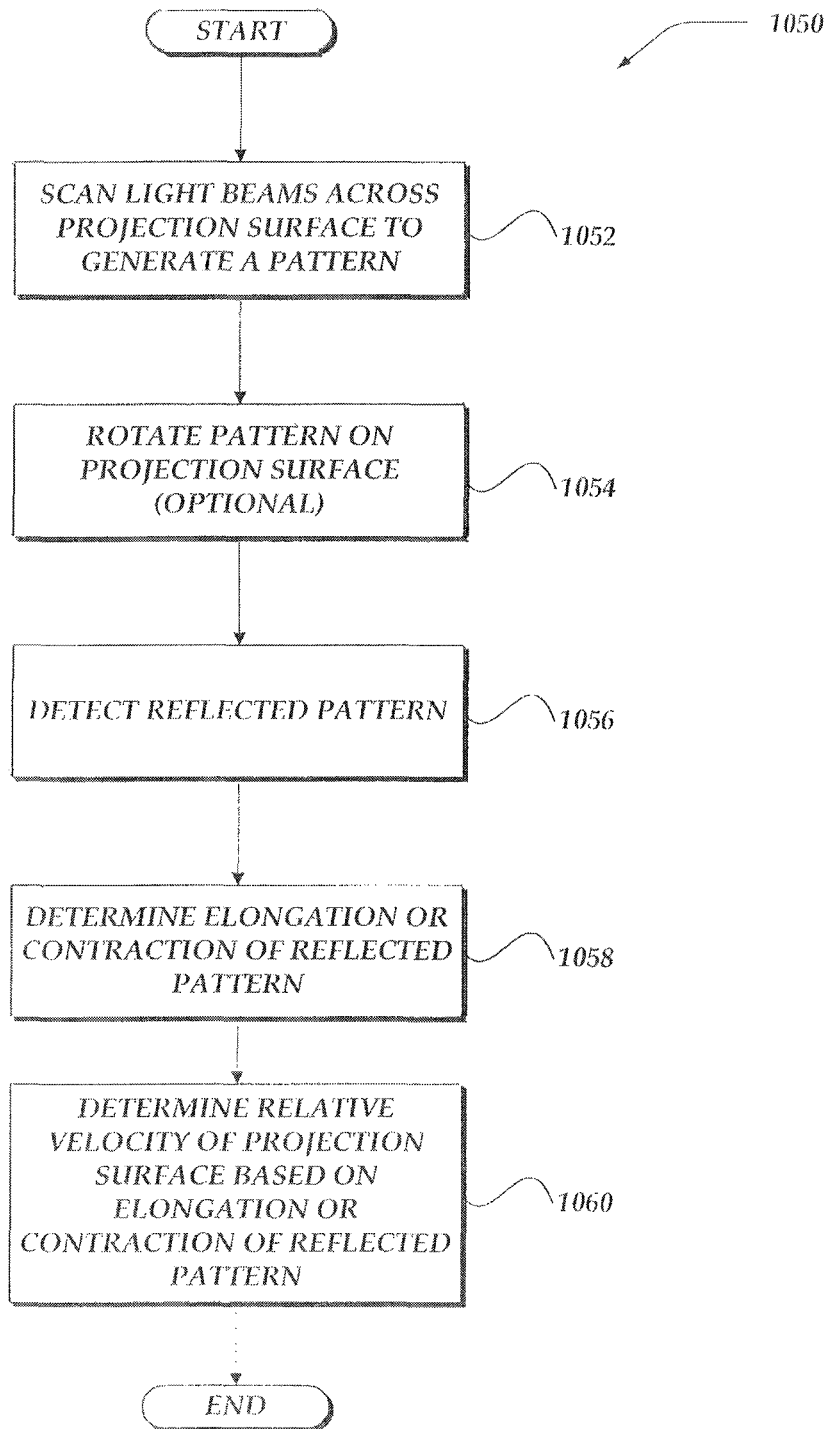 START
1050
SCAN LIGHT BEAMS ACROSS
PROJECTION SURFACE TO
GENERATE A PATTERN
1052
ROTATE PATTERN ON
PROJECTION SURFACE
(OPTIONAL)
1054
DETECT REFLECTED PATTERN
1056
DETERMINE ELONGATION OR
CONTRACTION OF REFLECTED
PATTERN
1058
DETERMINE RELATIVE
VELOCITY OF PROJECTION
SURFACE BASED ON
ELONGATION OR
CONTRACTION OF REFLECTED
PATTERN
1060
END